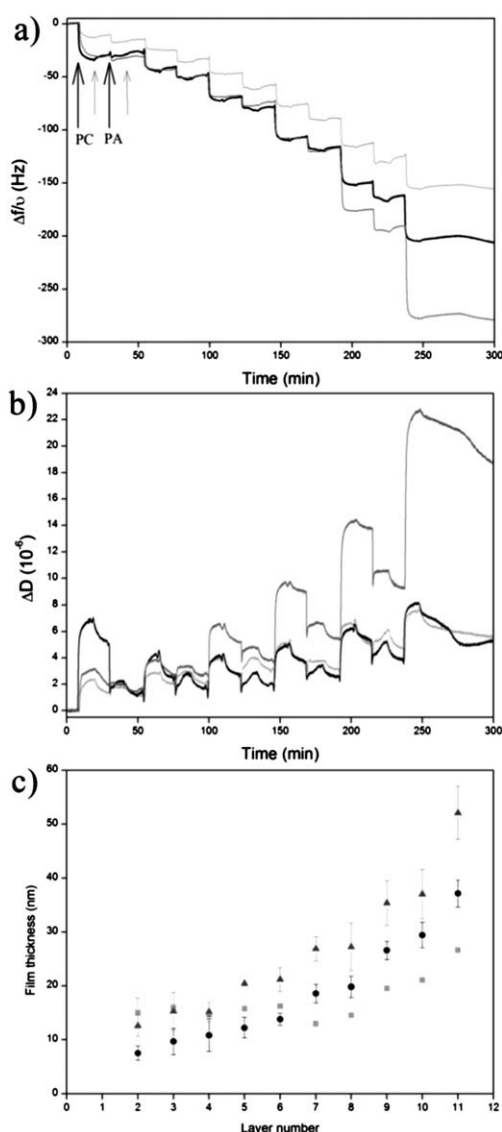 a)
0
-50
-100
-150
-200
-250
-300
Δf/υ (Hz)
PC PA
0 50 100 150 200 250 300
Time (min)
b)
24
22
20
18
16
14
12
10
8
6
4
2
0
ΔD (10⁻⁶)
0 50 100 150 200 250 300
Time (min)
c)
60
50
40
30
20
10
0
Film thickness (nm)
0 1 2 3 4 5 6 7 8 9 10 11 12
Layer number